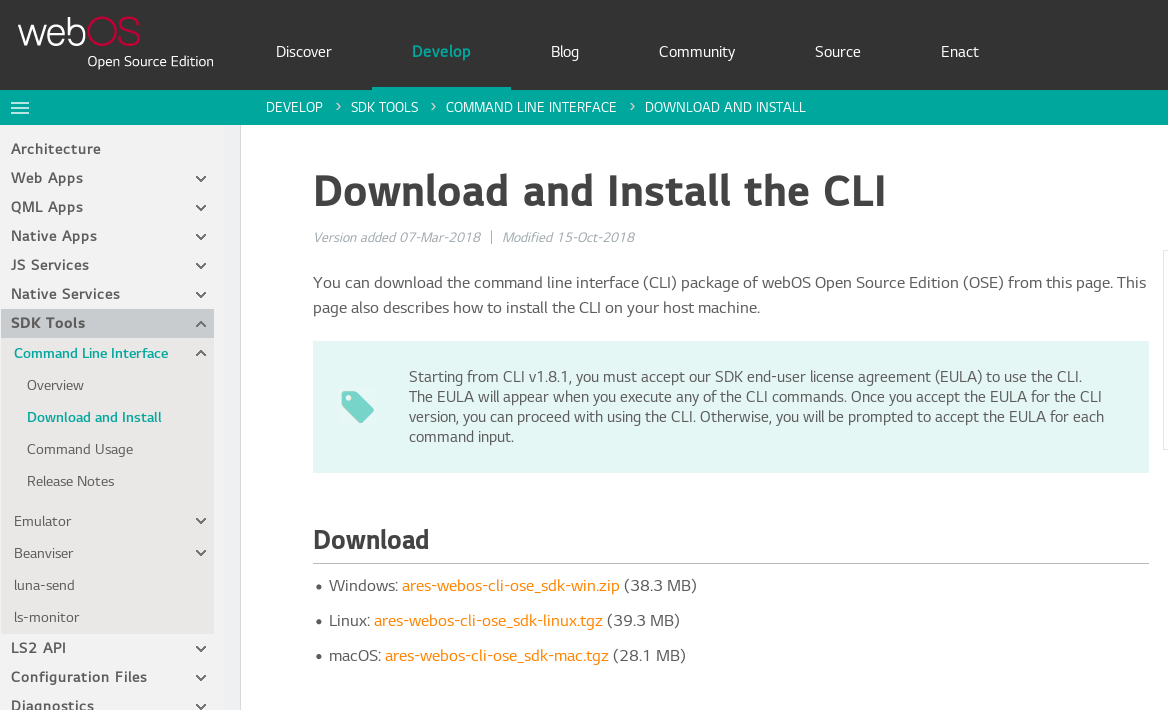 webOS
Open Source Edition
Discover
Develop
Blog
Community
Source
Enact
DEVELOP › SDK TOOLS › COMMAND LINE INTERFACE › DOWNLOAD AND INSTALL
Architecture
Web Apps
QML Apps
Native Apps
JS Services
Native Services
SDK Tools
Command Line Interface
Overview
Download and Install
Command Usage
Release Notes
Emulator
Beanviser
luna-send
ls-monitor
LS2 API
Configuration Files
Diagnostics
Download and Install the CLI
Version added 07-Mar-2018 | Modified 15-Oct-2018
You can download the command line interface (CLI) package of webOS Open Source Edition (OSE) from this page. This
page also describes how to install the CLI on your host machine.
Starting from CLI v1.8.1, you must accept our SDK end-user license agreement (EULA) to use the CLI.
The EULA will appear when you execute any of the CLI commands. Once you accept the EULA for the CLI
version, you can proceed with using the CLI. Otherwise, you will be prompted to accept the EULA for each
command input.
Download
• Windows: ares-webos-cli-ose_sdk-win.zip (38.3 MB)
• Linux: ares-webos-cli-ose_sdk-linux.tgz (39.3 MB)
• macOS: ares-webos-cli-ose_sdk-mac.tgz (28.1 MB)